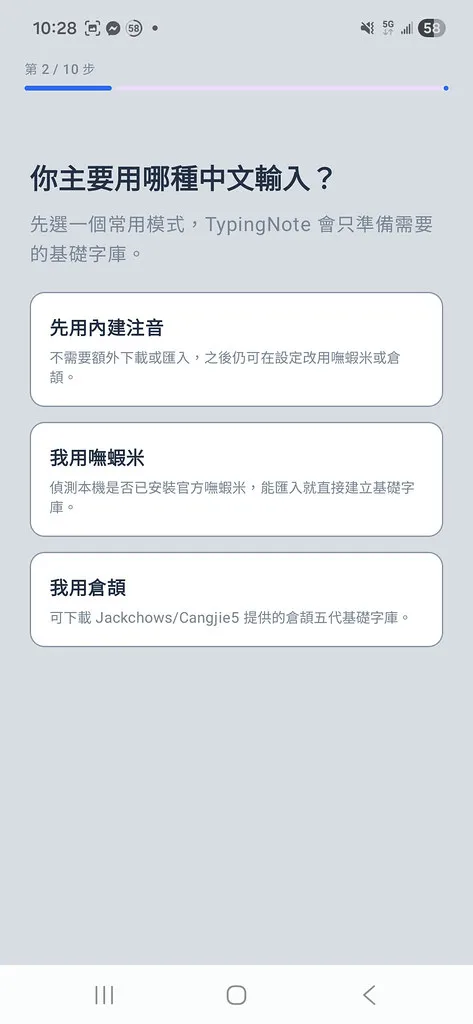 10:28
58
5G
58
第 2 / 10 步
你主要用哪種中文輸入？
先選一個常用模式，TypingNote 會只準備需要
的基礎字庫。
先用內建注音
不需要額外下載或匯入，之後仍可在設定改用嘸蝦米或倉
頡。
我用嘸蝦米
偵測本機是否已安裝官方嘸蝦米，能匯入就直接建立基礎字
庫。
我用倉頡
可下載 Jackchows/Cangjie5 提供的倉頡五代基礎字庫。